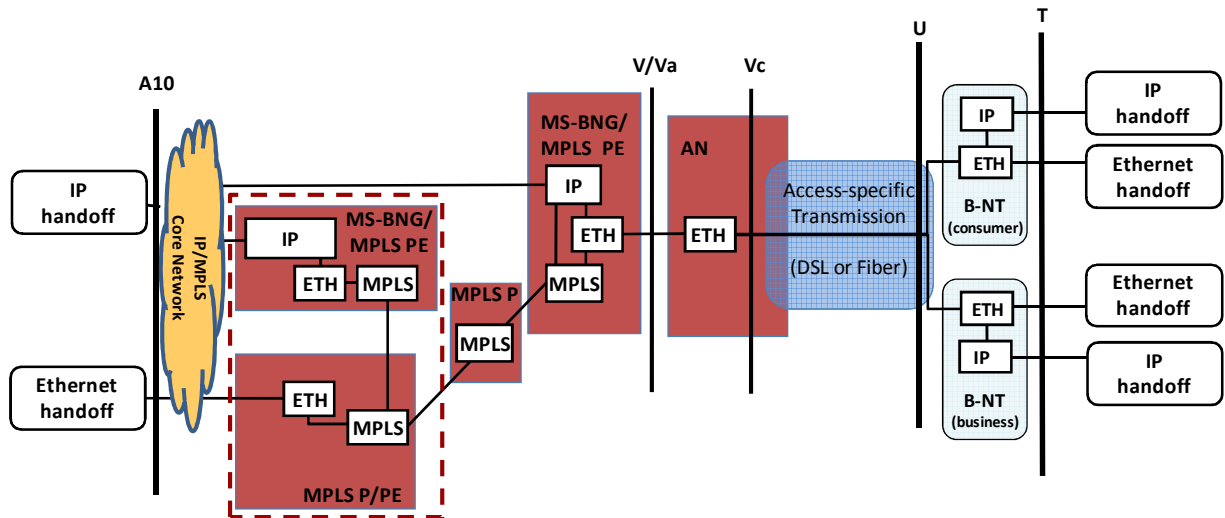 A10
IP
handoff
Ethernet
handoff
IP/MPLS
Core Network
IP
MS-BNG/
MPLS PE
ETH
MPLS
ETH
MPLS
MPLS P/PE
MPLS P
MPLS
MS-BNG/
MPLS PE
IP
ETH
MPLS
V/Va
Vc
AN
ETH
Access-specific
Transmission
(DSL or Fiber)
U
T
IP
ETH
B-NT
(consumer)
ETH
IP
B-NT
(business)
IP
handoff
Ethernet
handoff
Ethernet
handoff
IP
handoff